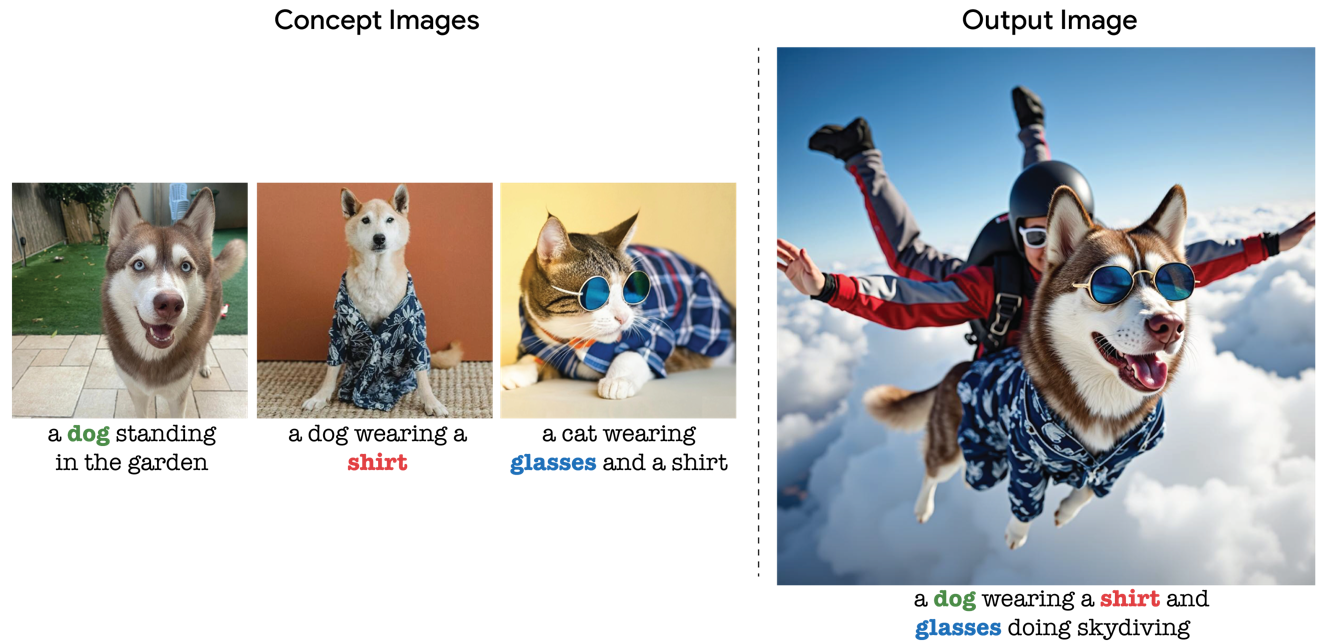 Concept Images
Output Image
a dog standing
in the garden
a dog wearing a
shirt
a cat wearing
glasses and a shirt
a dog wearing a shirt and
glasses doing skydiving